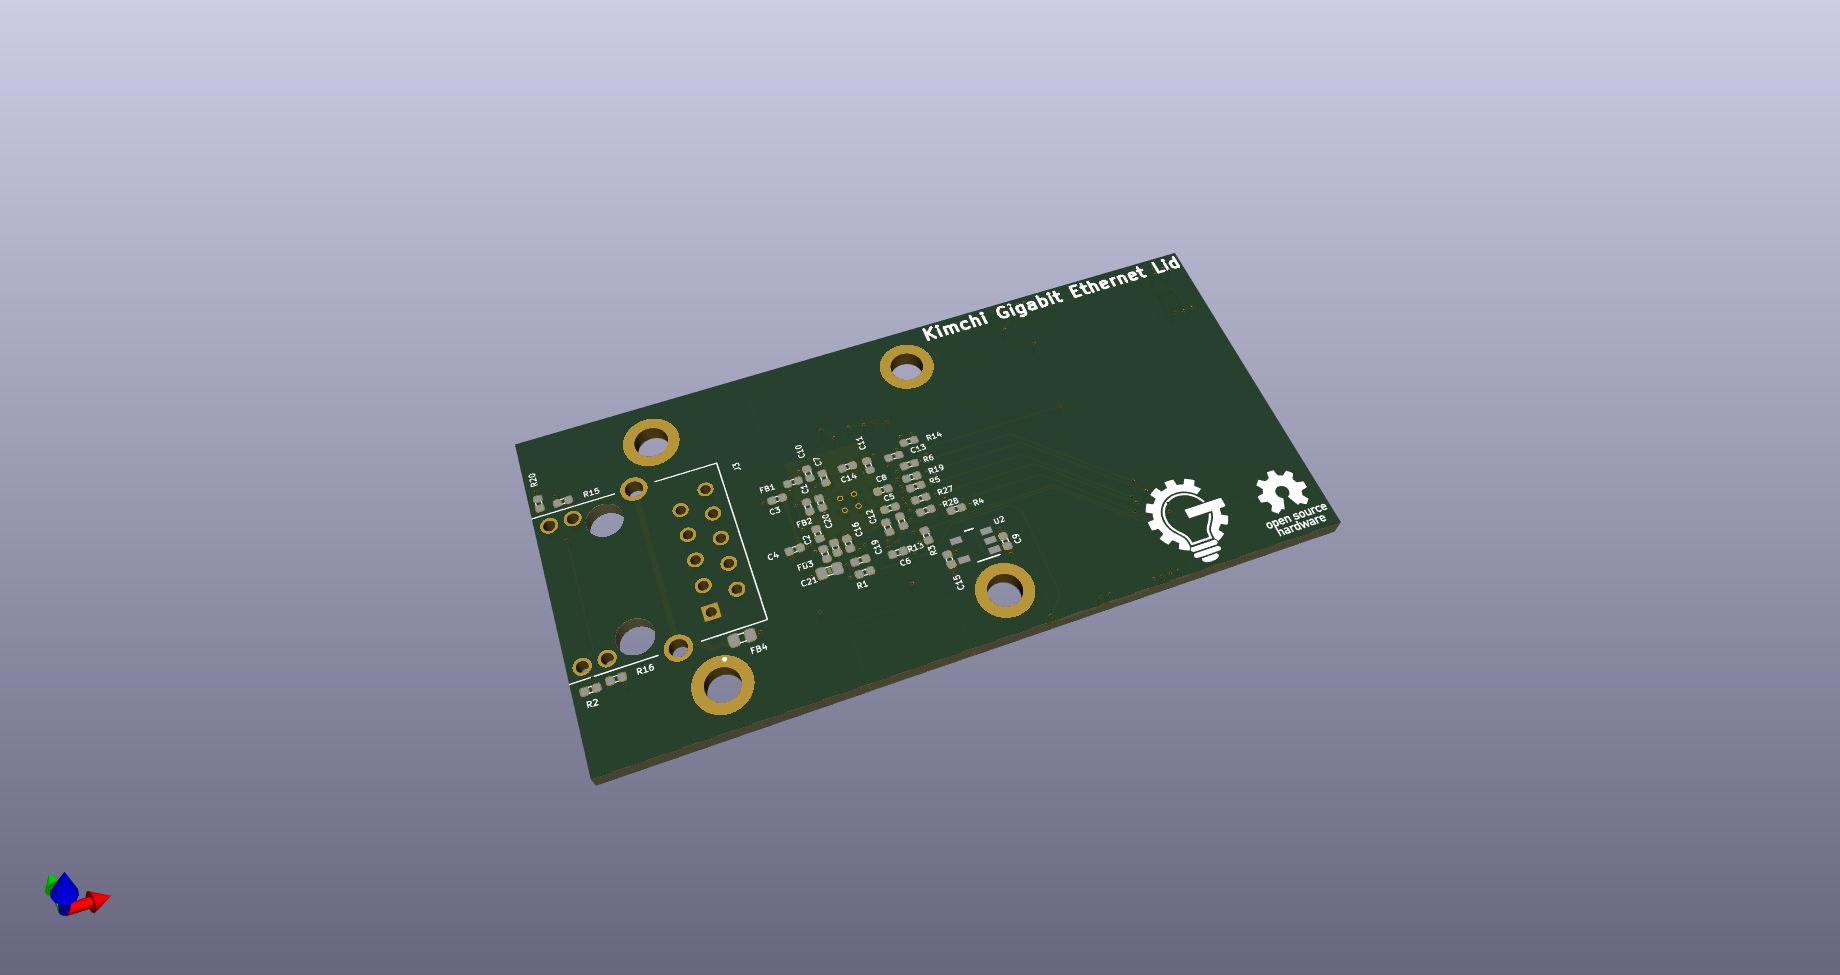 Kimchi Gigabit Ethernet Lid
R20
R15
J1
C10
C7
C11
R14
C13
R6
R19
R5
R27
R28
R4
FB1
C3
C1
C14
C8
C5
FB2
C20
C12
C16
C2
C4
C19
R13
R3
U2
C9
C6
C21
R1
C15
open source
hardware
FB4
R16
R2